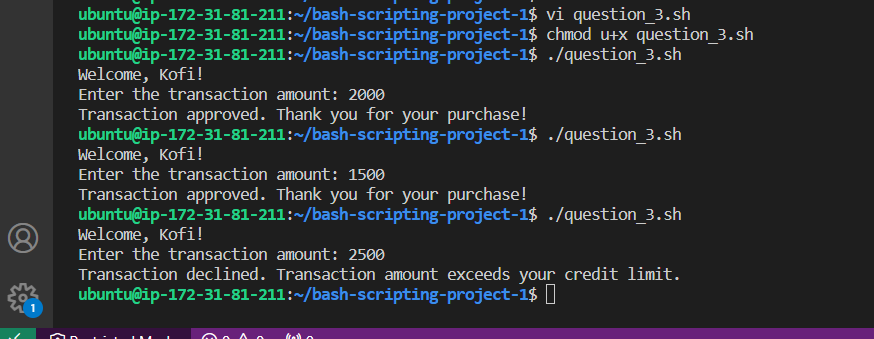 ubuntu@ip-172-31-81-211:~/bash-scripting-project-1$ vi question_3.sh
ubuntu@ip-172-31-81-211:~/bash-scripting-project-1$ chmod u+x question_3.sh
ubuntu@ip-172-31-81-211:~/bash-scripting-project-1$ ./question_3.sh
Welcome, Kofi!
Enter the transaction amount: 2000
Transaction approved. Thank you for your purchase!
ubuntu@ip-172-31-81-211:~/bash-scripting-project-1$ ./question_3.sh
Welcome, Kofi!
Enter the transaction amount: 1500
Transaction approved. Thank you for your purchase!
ubuntu@ip-172-31-81-211:~/bash-scripting-project-1$ ./question_3.sh
Welcome, Kofi!
Enter the transaction amount: 2500
Transaction declined. Transaction amount exceeds your credit limit.
ubuntu@ip-172-31-81-211:~/bash-scripting-project-1$
1